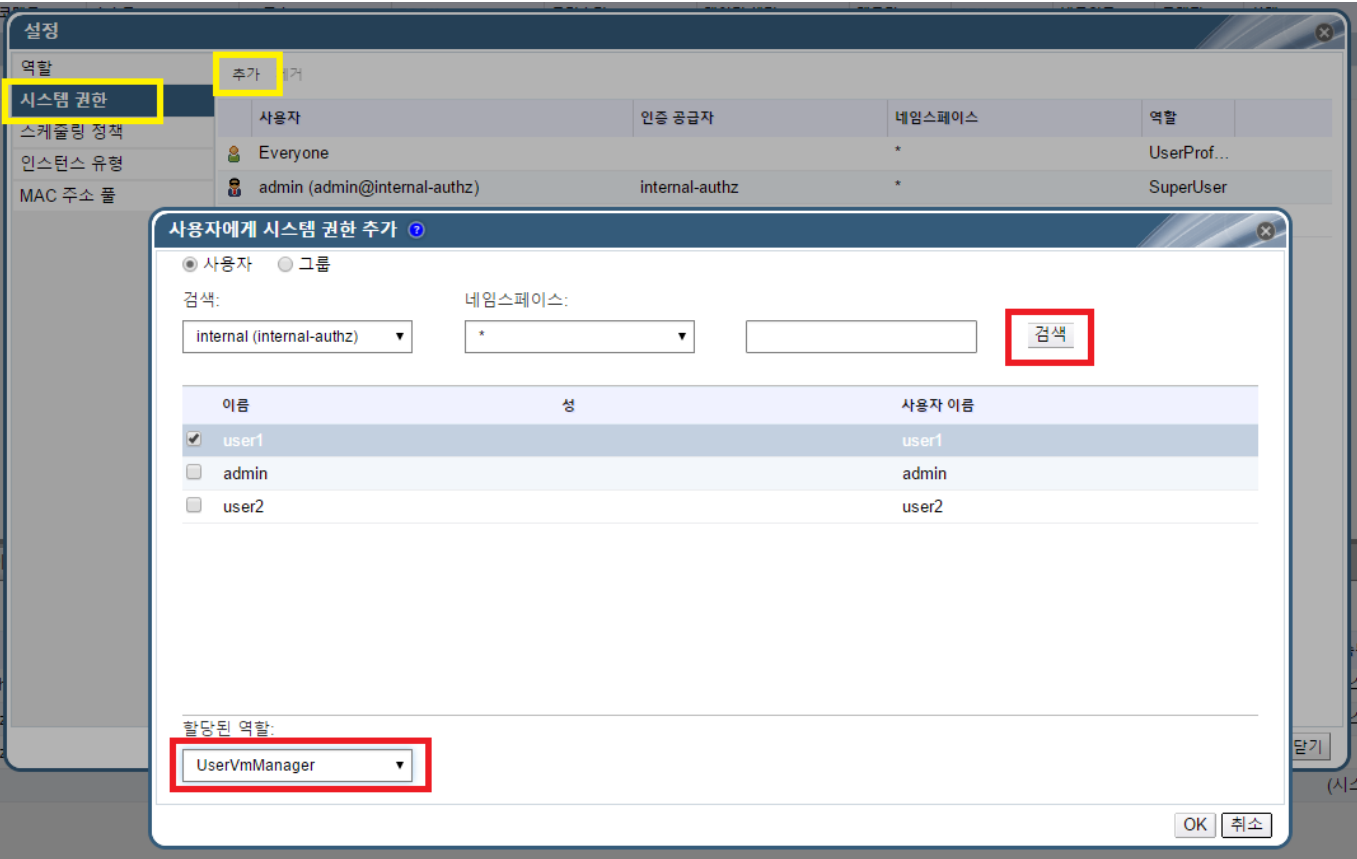 설정
역할
시스템 권한
스케줄링 정책
인스턴스 유형
MAC 주소 풀
추가 제거
사용자 인증 공급자 네임스페이스 역할
Everyone * UserProf...
admin (admin@internal-authz) internal-authz * SuperUser
사용자에게 시스템 권한 추가 ?
사용자 그룹
검색: 네임스페이스:
internal (internal-authz) * 검색
이름 성 사용자 이름
user1 user1
admin admin
user2 user2
할당된 역할:
UserVmManager
닫기
OK 취소